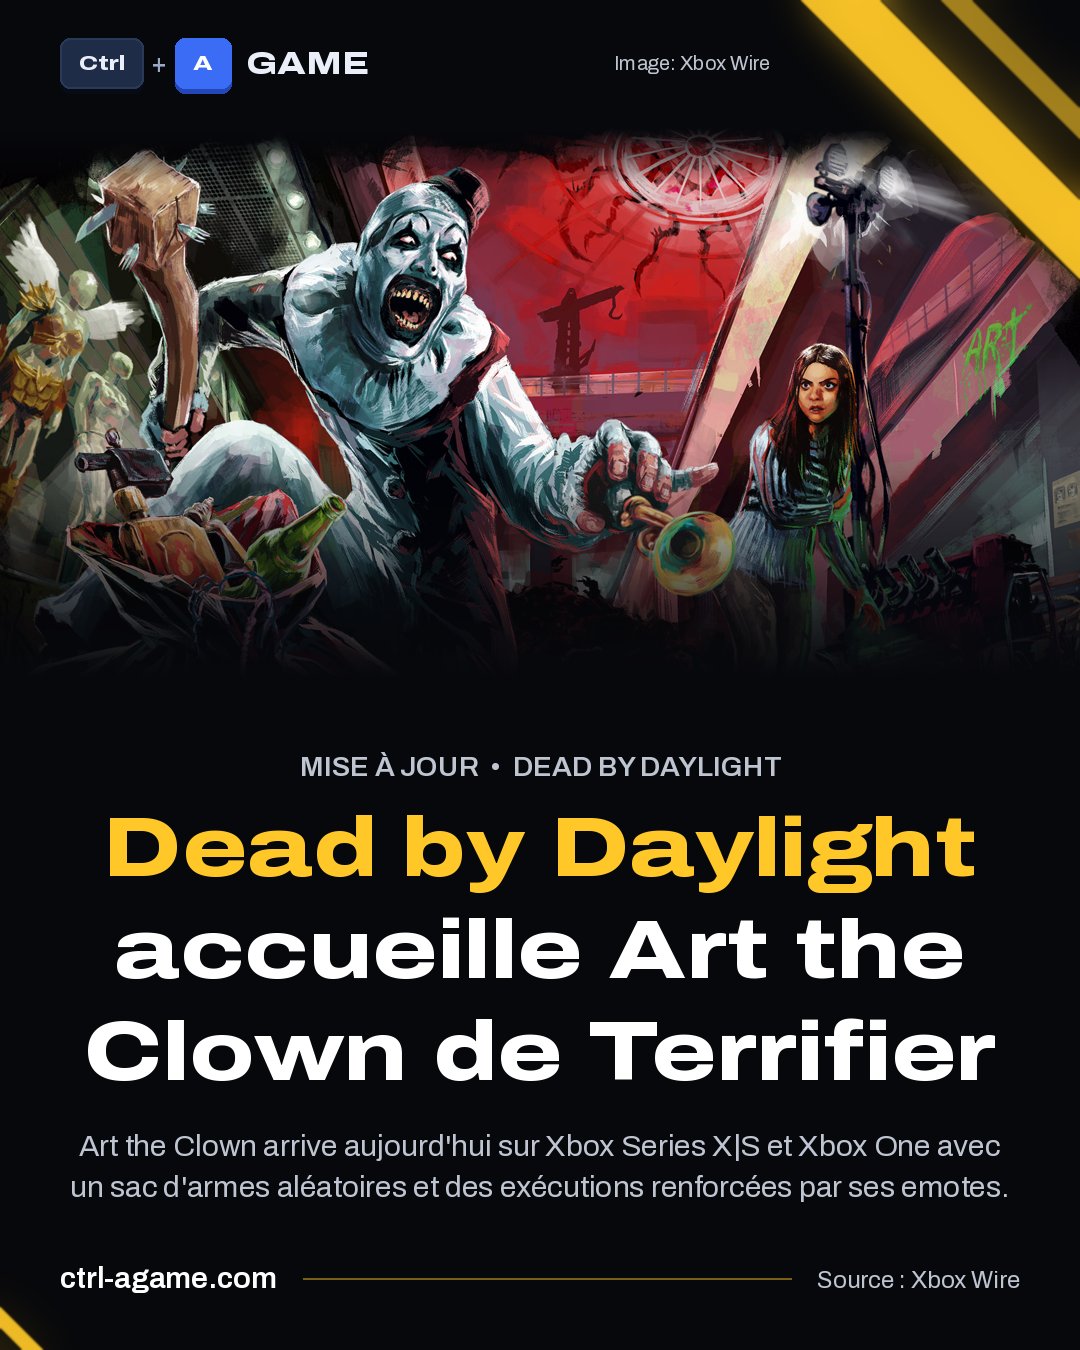 Ctrl + A GAME
Image: Xbox Wire
ART
MISE À JOUR • DEAD BY DAYLIGHT
Dead by Daylight
accueille Art the
Clown de Terrifier
Art the Clown arrive aujourd'hui sur Xbox Series X|S et Xbox One avec
un sac d'armes aléatoires et des exécutions renforcées par ses emotes.
ctrl-agame.com
Source : Xbox Wire